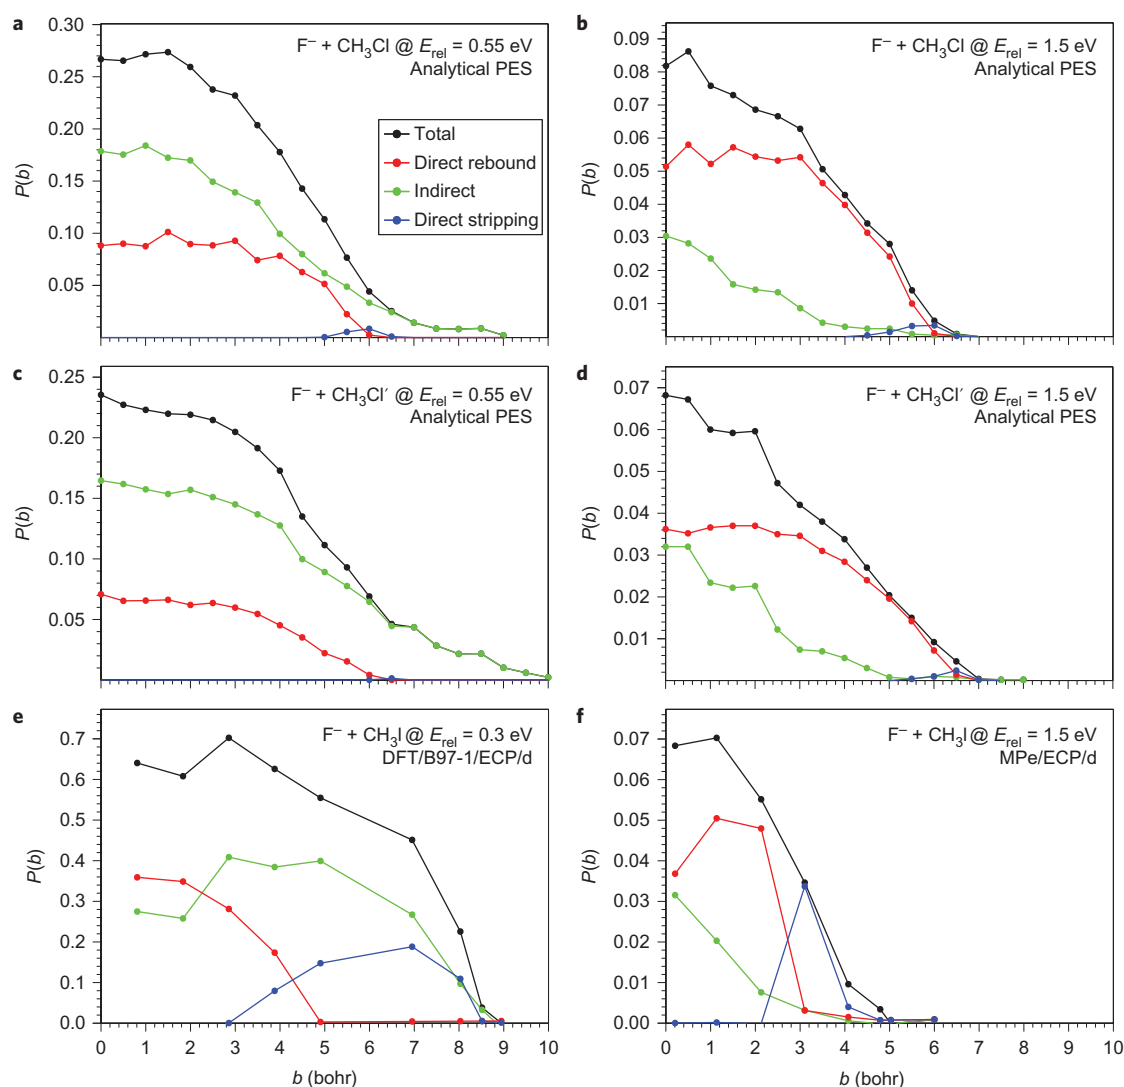 a
F⁻ + CH₃Cl @ E_rel = 0.55 eV
Analytical PES
P(b)
0.30
0.25
0.20
0.15
0.10
0.05
Total
Direct rebound
Indirect
Direct stripping
b
F⁻ + CH₃Cl @ E_rel = 1.5 eV
Analytical PES
P(b)
0.09
0.08
0.07
0.06
0.05
0.04
0.03
0.02
0.01
c
F⁻ + CH₃Cl′ @ E_rel = 0.55 eV
Analytical PES
P(b)
0.25
0.20
0.15
0.10
0.05
d
F⁻ + CH₃Cl′ @ E_rel = 1.5 eV
Analytical PES
P(b)
0.07
0.06
0.05
0.04
0.03
0.02
0.01
e
F⁻ + CH₃I @ E_rel = 0.3 eV
DFT/B97-1/ECP/d
P(b)
0.7
0.6
0.5
0.4
0.3
0.2
0.1
0.0
0 1 2 3 4 5 6 7 8 9 10
b (bohr)
f
F⁻ + CH₃I @ E_rel = 1.5 eV
MPe/ECP/d
P(b)
0.07
0.06
0.05
0.04
0.03
0.02
0.01
0.00
0 1 2 3 4 5 6 7 8 9 10
b (bohr)